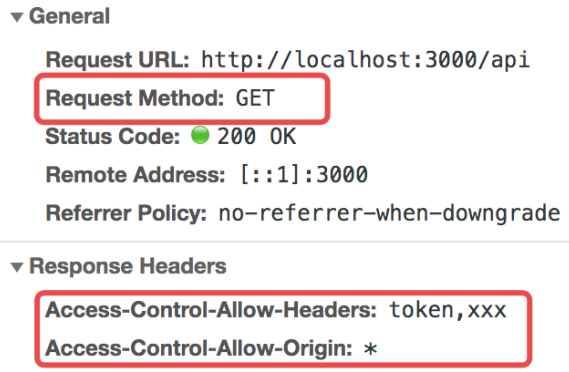 General
Request URL: http://localhost:3000/api
Request Method: GET
Status Code: 200 OK
Remote Address: [::1]:3000
Referrer Policy: no-referrer-when-downgrade
Response Headers
Access-Control-Allow-Headers: token,xxx
Access-Control-Allow-Origin: *